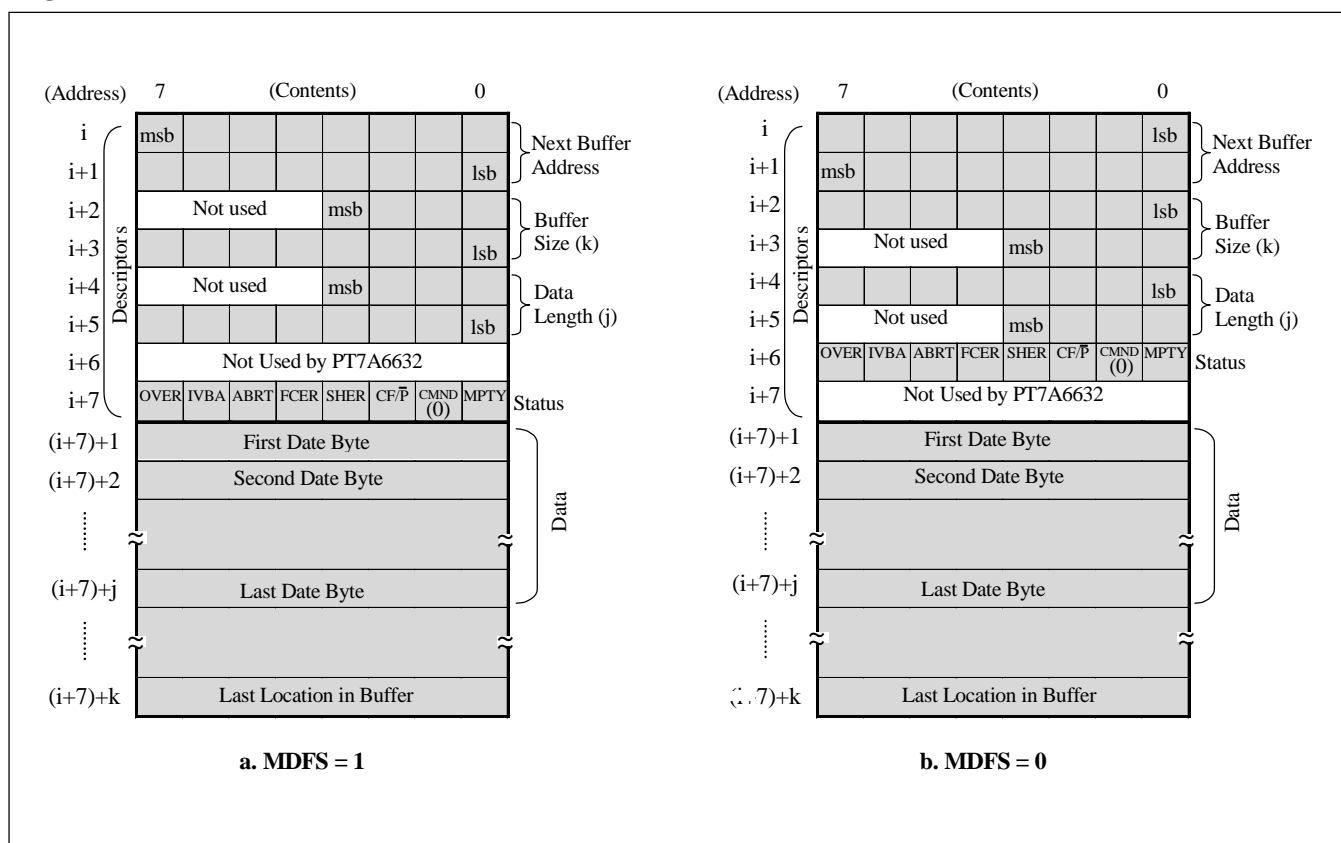 (Address) 7 (Contents) 0
i msb
Next Buffer
Address
i+1 lsb
i+2 Not used msb
Buffer
Size (k)
i+3 lsb
i+4 Not used msb
Data
Length (j)
i+5 lsb
i+6 Not Used by PT7A6632
i+7 OVER IVBA ABRT FCER SHER CF/P̅ CMND (0) MPTY Status
Descriptors
(i+7)+1 First Date Byte
(i+7)+2 Second Date Byte
Data
(i+7)+j Last Date Byte
(i+7)+k Last Location in Buffer
a. MDFS = 1
(Address) 7 (Contents) 0
i lsb
Next Buffer
Address
i+1 msb
i+2 lsb
Buffer
Size (k)
i+3 Not used msb
i+4 lsb
Data
Length (j)
i+5 Not used msb
i+6 OVER IVBA ABRT FCER SHER CF/P̅ CMND (0) MPTY Status
i+7 Not Used by PT7A6632
Descriptors
(i+7)+1 First Date Byte
(i+7)+2 Second Date Byte
Data
(i+7)+j Last Date Byte
Last Location in Buffer
b. MDFS = 0